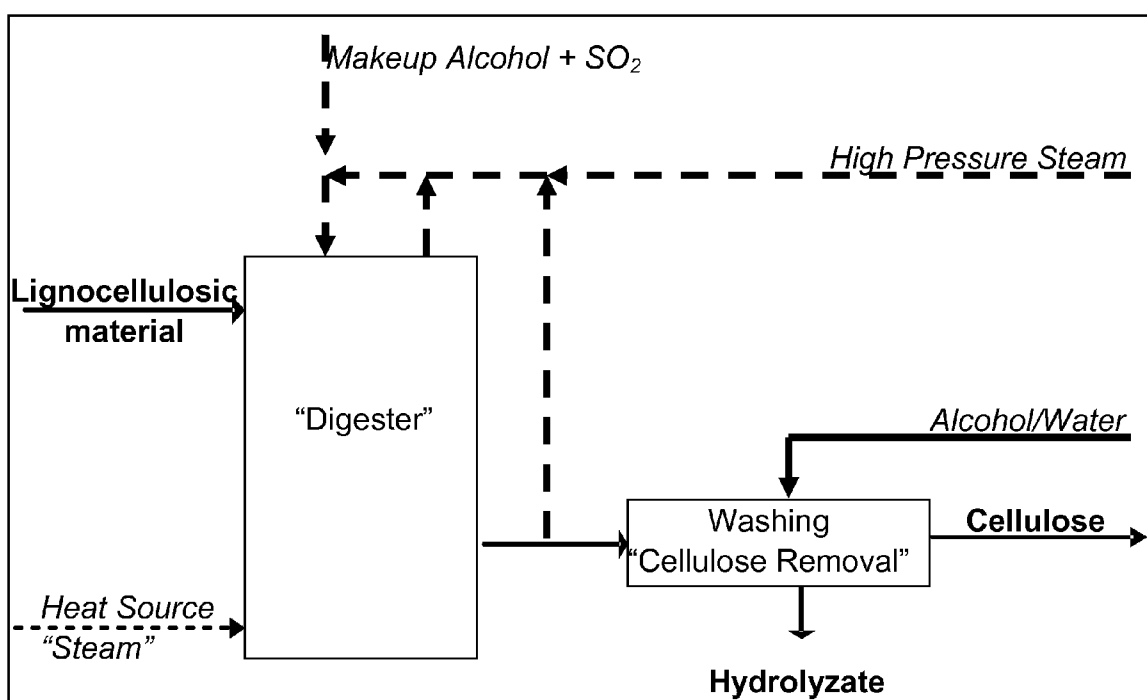 Makeup Alcohol + SO₂
High Pressure Steam
Lignocellulosic
material
“Digester”
Alcohol/Water
Washing
“Cellulose Removal”
Cellulose
Heat Source
“Steam”
Hydrolyzate